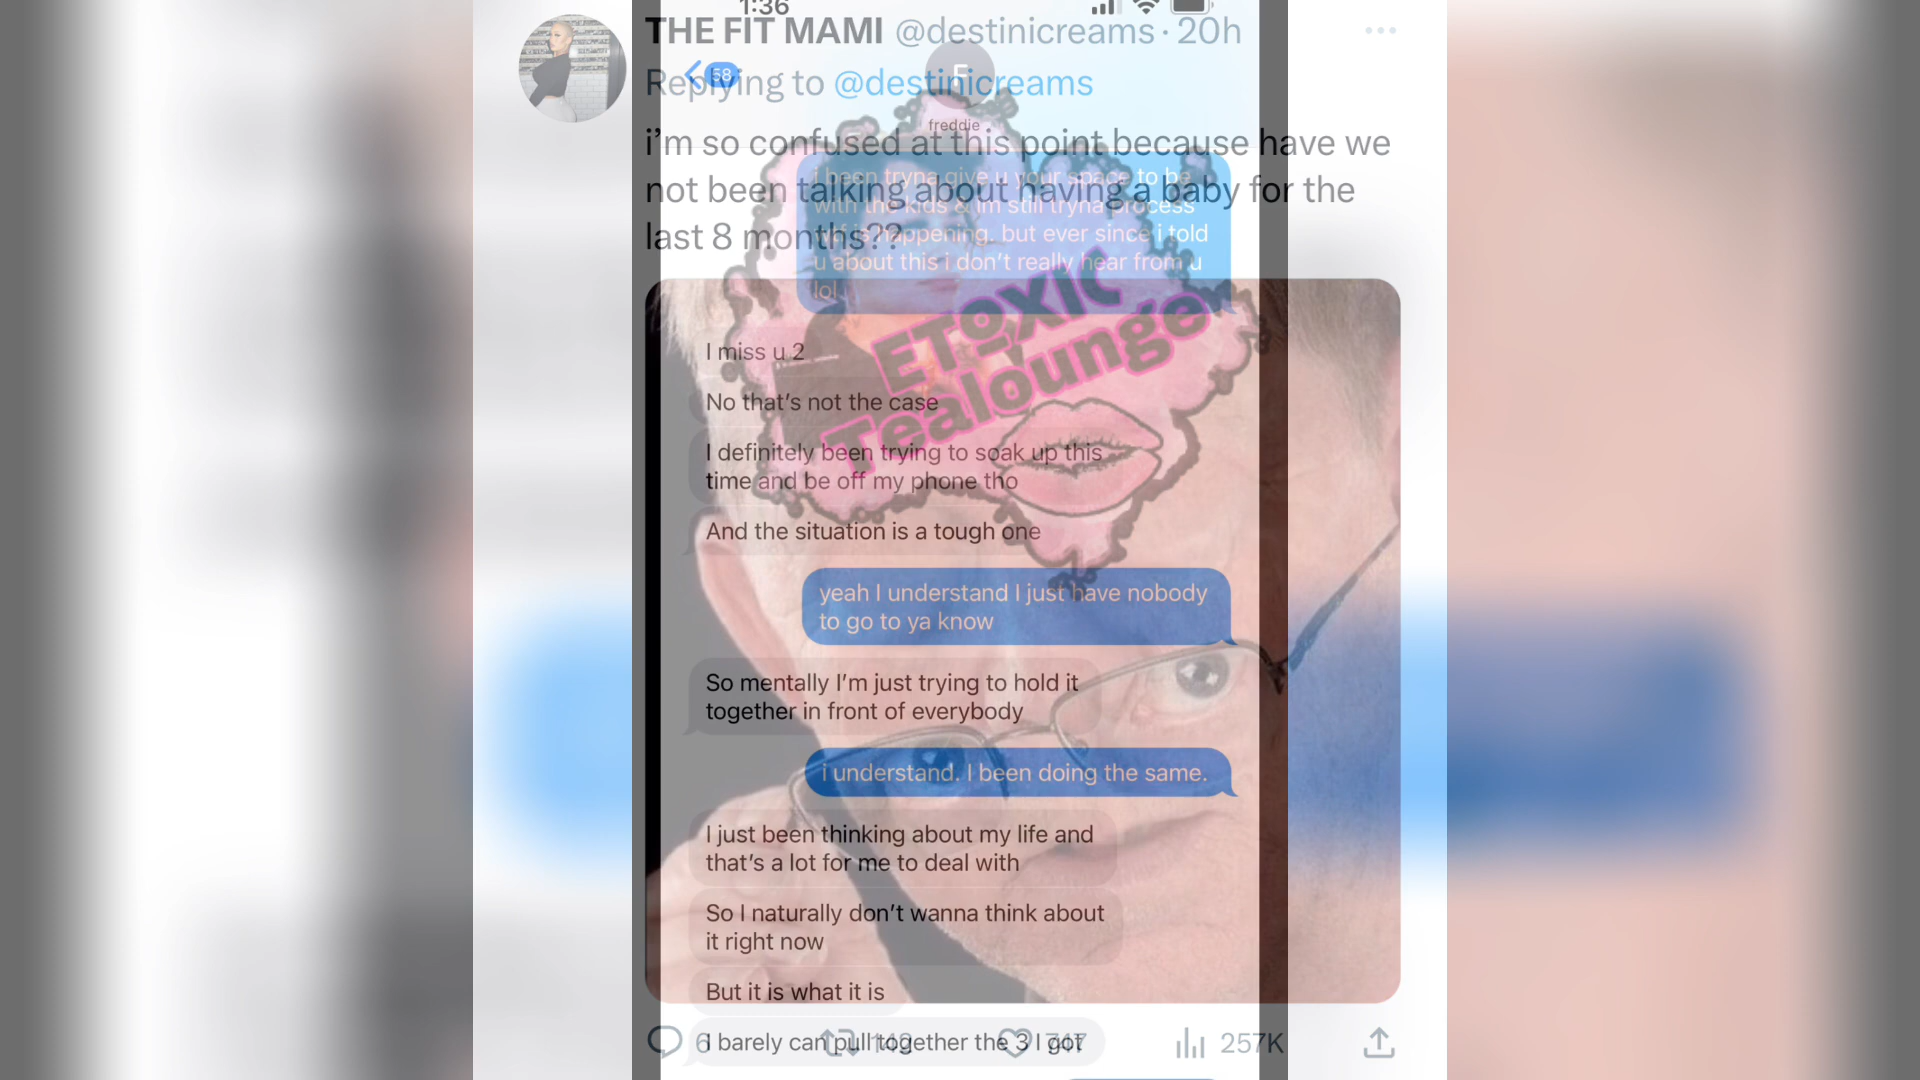 THE FIT MAMI @destinicreams · 20h
Replying to @destinicreams
i'm so confused at this point because have we
not been talking about having a baby for the
last 8 months??
1:36
58
F
freddie
i been tryna give u your space to be
with the kids & im still tryna process
wtf is happening. but ever since i told
u about this i don't really hear from u
lol
I miss u 2
No that's not the case
I definitely been trying to soak up this
time and be off my phone tho
And the situation is a tough one
yeah I understand I just have nobody
to go to ya know
So mentally I'm just trying to hold it
together in front of everybody
i understand. I been doing the same.
I just been thinking about my life and
that's a lot for me to deal with
So I naturally don't wanna think about
it right now
But it is what it is
I barely can pull together the 3 I got
ETOXIC
Tealounge
6
257K